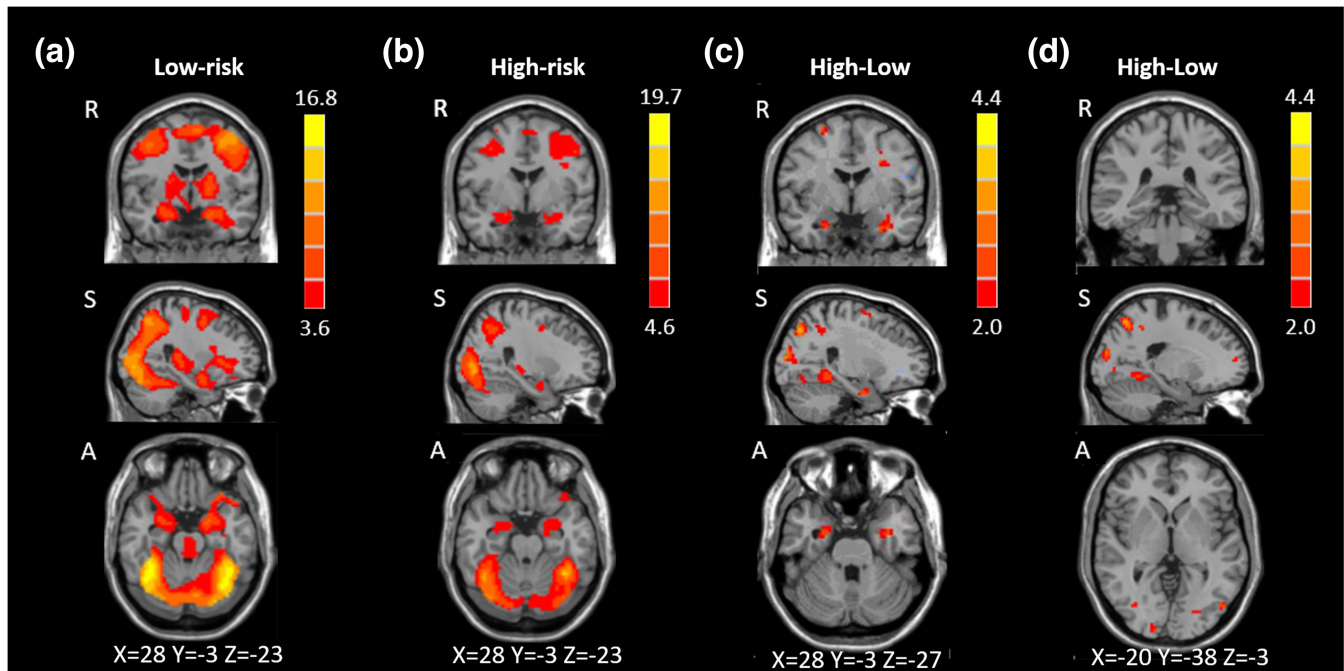 (a) (b) (c) (d)
Low-risk High-risk High-Low High-Low
R 16.8 R 19.7 R 4.4 R 4.4
S 3.6 S 4.6 S 2.0 S 2.0
A A A A
X=28 Y=-3 Z=-23 X=28 Y=-3 Z=-23 X=28 Y=-3 Z=-27 X=-20 Y=-38 Z=-3